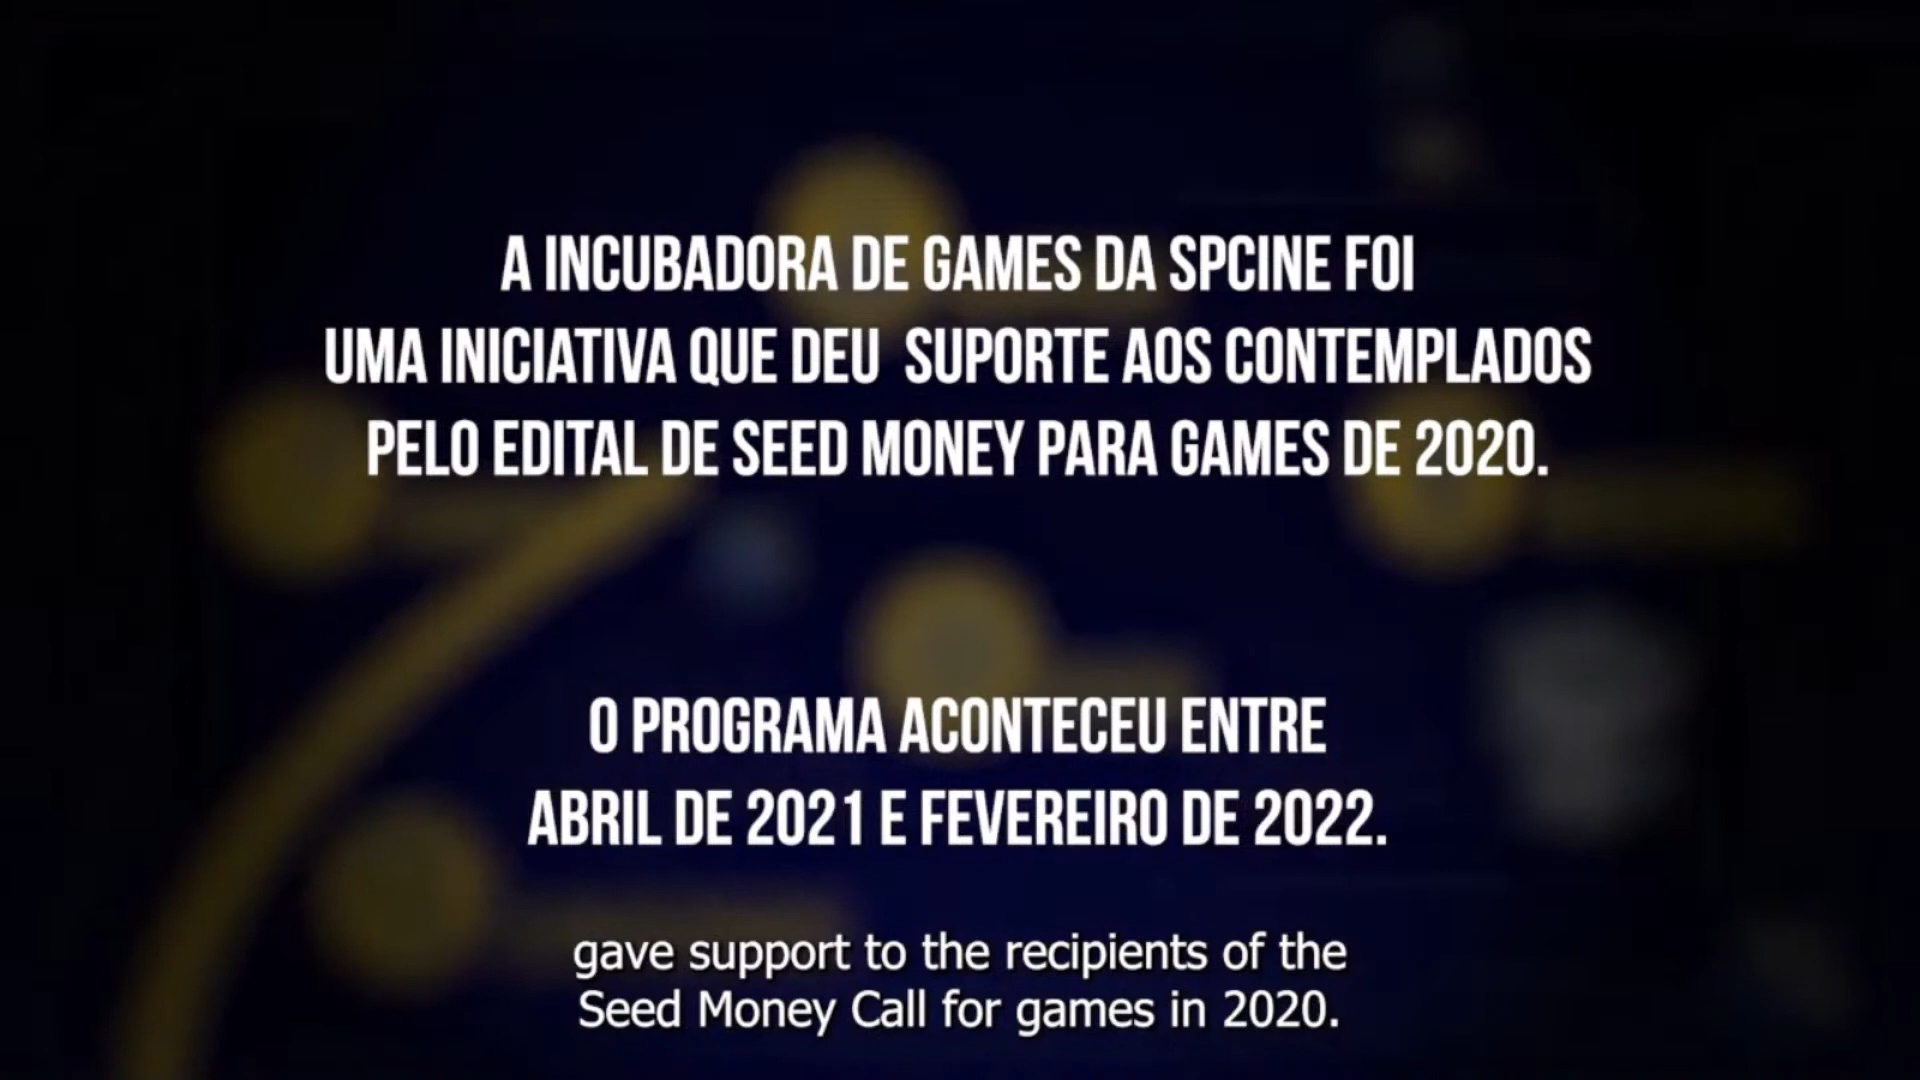 A INCUBADORA DE GAMES DA SPCINE FOI
UMA INICIATIVA QUE DEU SUPORTE AOS CONTEMPLADOS
PELO EDITAL DE SEED MONEY PARA GAMES DE 2020.
O PROGRAMA ACONTECEU ENTRE
ABRIL DE 2021 E FEVEREIRO DE 2022.
gave support to the recipients of the
Seed Money Call for games in 2020.